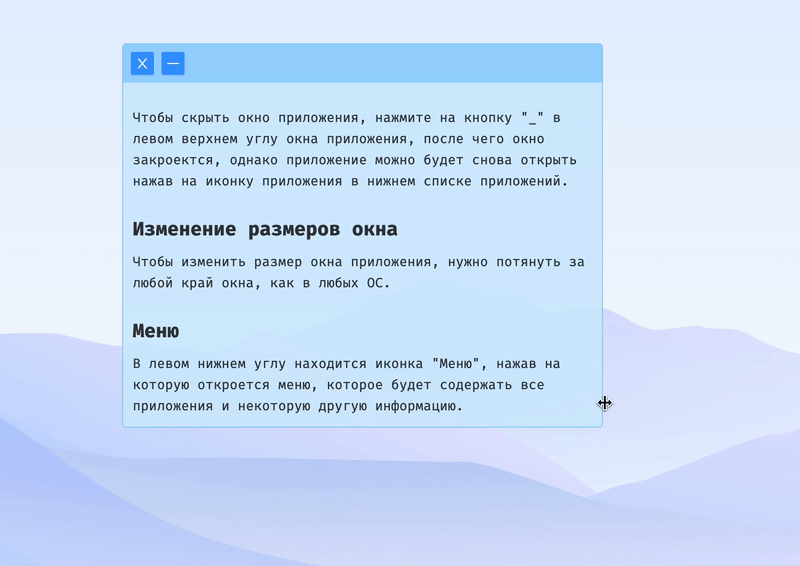 Чтобы скрыть окно приложения, нажмите на кнопку "_" в
левом верхнем углу окна приложения, после чего окно
закроектся, однако приложение можно будет снова открыть
нажав на иконку приложения в нижнем списке приложений.
Изменение размеров окна
Чтобы изменить размер окна приложения, нужно потянуть за
любой край окна, как в любых ОС.
Меню
В левом нижнем углу находится иконка "Меню", нажав на
которую откроется меню, которое будет содержать все
приложения и некоторую другую информацию.